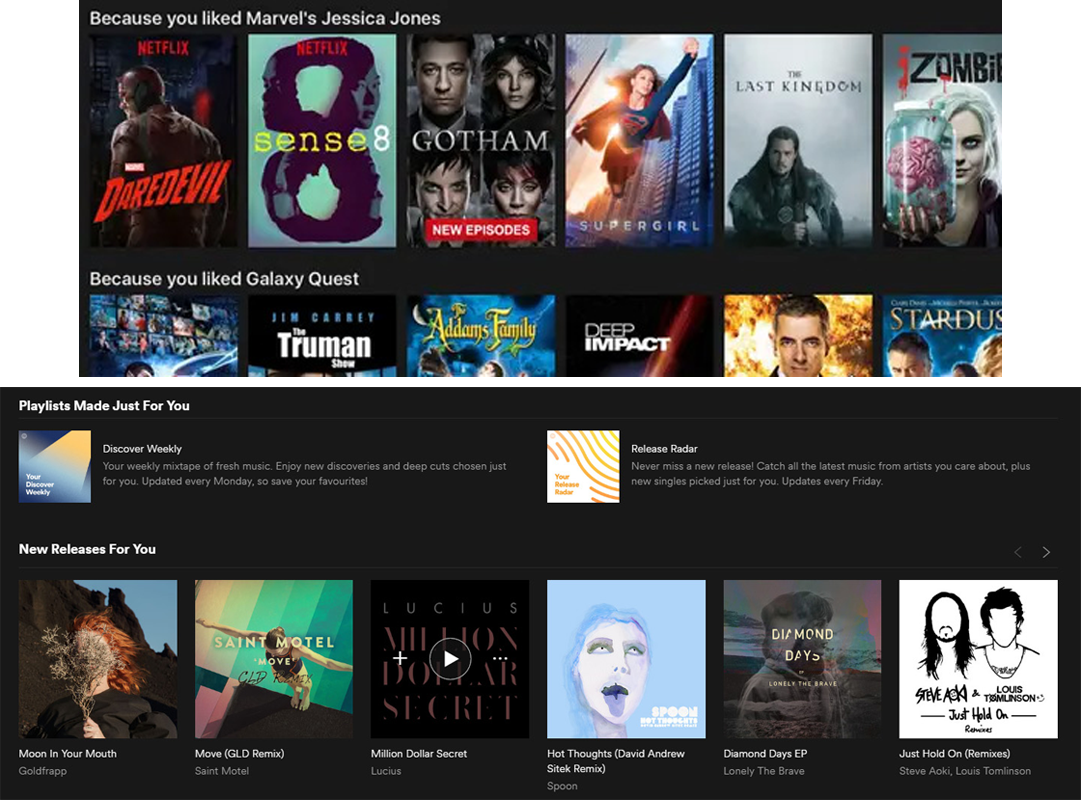 Because you liked Marvel's Jessica Jones
NETFLIX
MARVEL
DAREDEVIL
NETFLIX
sense8
GOTHAM
NEW EPISODES
SUPERGIRL
THE
LAST KINGDOM
iZOMBIE
Because you liked Galaxy Quest
JIM CARREY
The
Truman
Show
The
Addams Family
DEEP
IMPACT
STARDUS
Playlists Made Just For You
Your
Discover
Weekly
Discover Weekly
Your weekly mixtape of fresh music. Enjoy new discoveries and deep cuts chosen just
for you. Updated every Monday, so save your favourites!
Your
Release
Radar
Release Radar
Never miss a new release! Catch all the latest music from artists you care about, plus
new singles picked just for you. Updates every Friday.
New Releases For You
SAINT MOTEL
'MOVE'
GLD REMIX
LUCIUS
MILLION
DOLLAR
SECRET
SPOON
HOT THOUGHTS
DIAMOND
DAYS
EP
LONELY THE BRAVE
STEVE AOKI & LOUIS
TOMLINSON
Just Hold On
Remixes
Moon In Your Mouth
Goldfrapp
Move (GLD Remix)
Saint Motel
Million Dollar Secret
Lucius
Hot Thoughts (David Andrew
Sitek Remix)
Spoon
Diamond Days EP
Lonely The Brave
Just Hold On (Remixes)
Steve Aoki, Louis Tomlinson